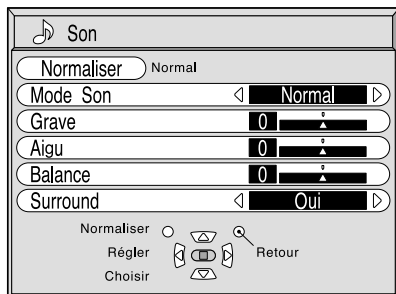 Son
Normaliser Normal
Mode Son Normal
Grave 0
Aigu 0
Balance 0
Surround Oui
Normaliser
Régler Retour
Choisir